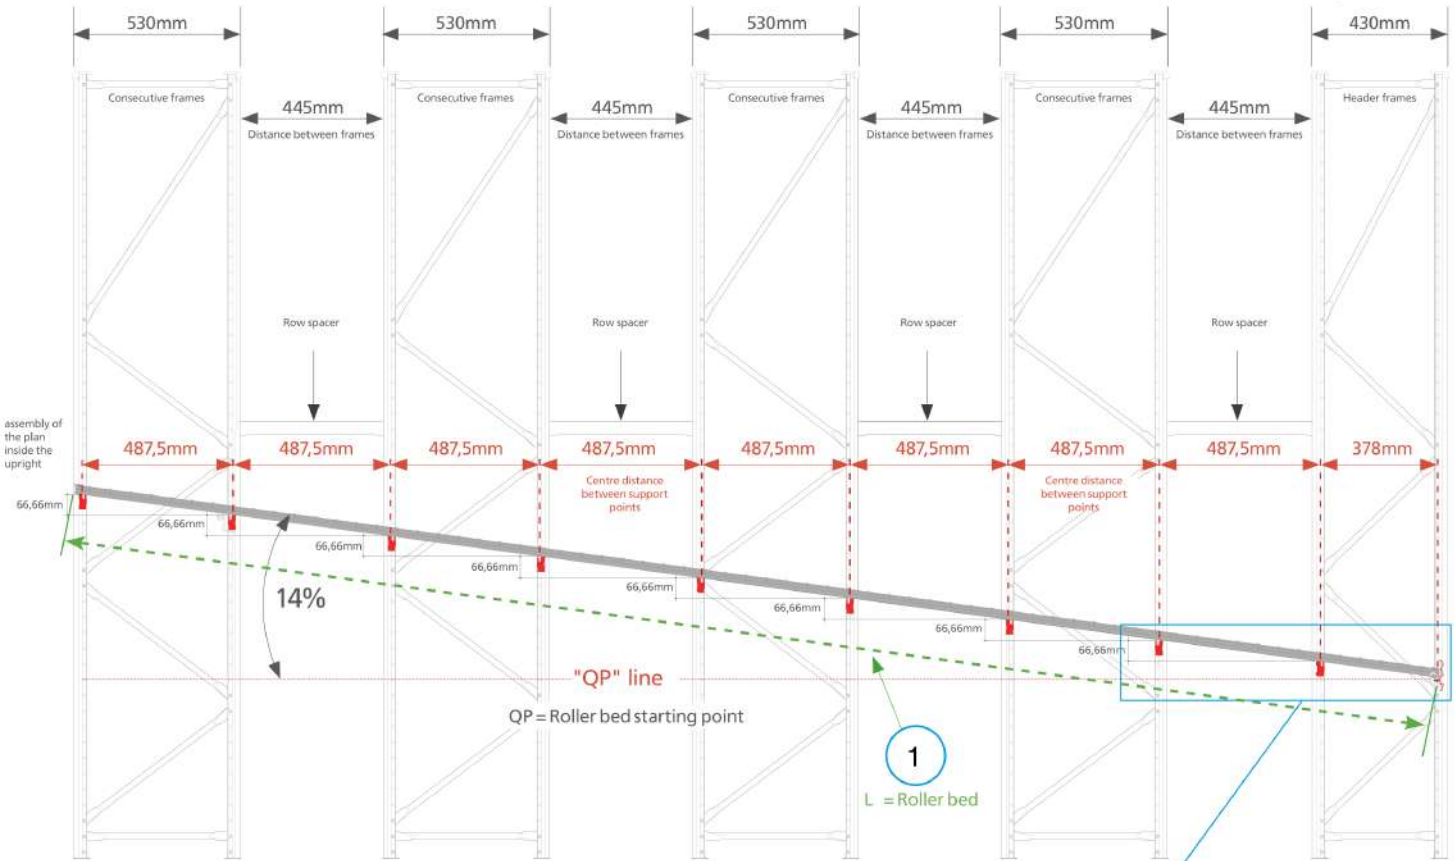 530mm
530mm
530mm
530mm
430mm
Consecutive frames
Consecutive frames
Consecutive frames
Consecutive frames
Header frames
445mm
445mm
445mm
445mm
Distance between frames
Distance between frames
Distance between frames
Distance between frames
Row spacer
Row spacer
Row spacer
Row spacer
assembly of
the plan
inside the
upright
487,5mm
487,5mm
487,5mm
487,5mm
487,5mm
487,5mm
487,5mm
487,5mm
378mm
Centre distance
between support
points
Centre distance
between support
points
66,66mm
66,66mm
66,66mm
66,66mm
66,66mm
66,66mm
66,66mm
66,66mm
14%
"QP" line
QP = Roller bed starting point
1
L = Roller bed